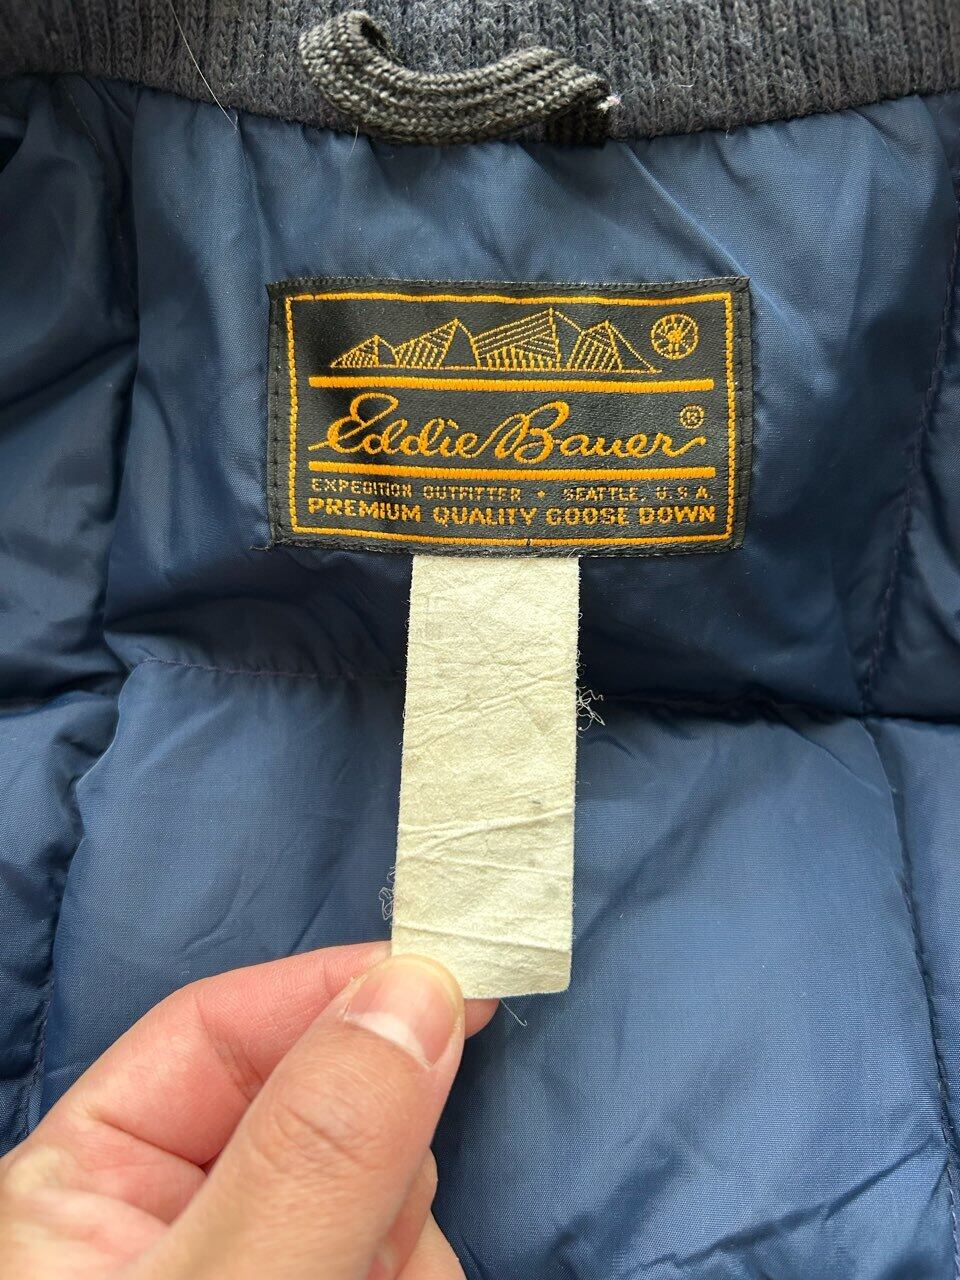 Eddie Bauer ®
EXPEDITION OUTFITTER • SEATTLE, U.S.A.
PREMIUM QUALITY GOOSE DOWN